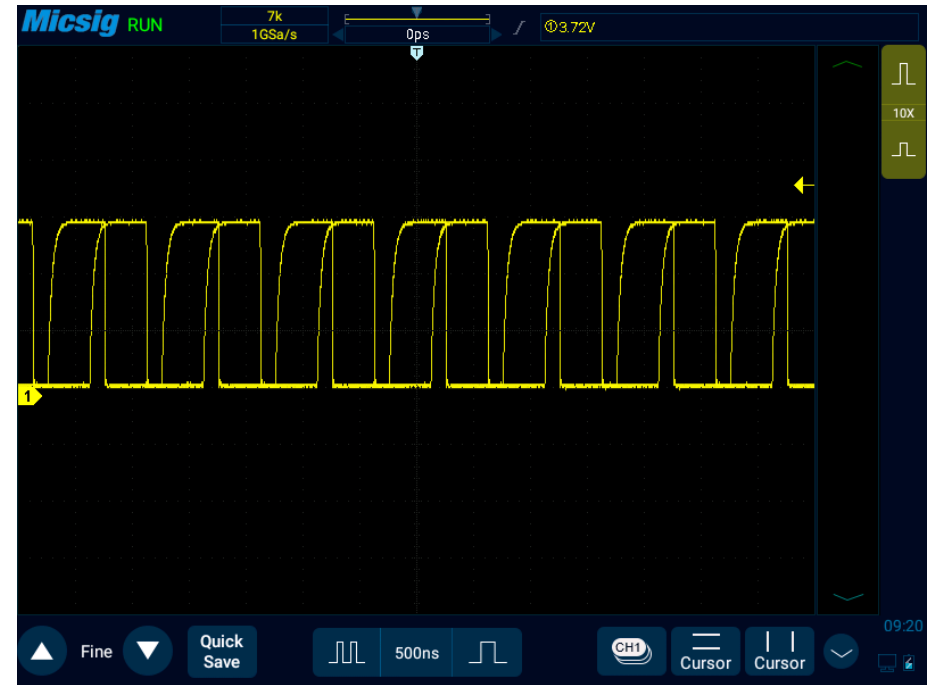 Micsig RUN
7k
1GSa/s
0ps
①3.72V
T
10X
1
Fine
Quick
Save
500ns
CH1
Cursor
Cursor
09:20